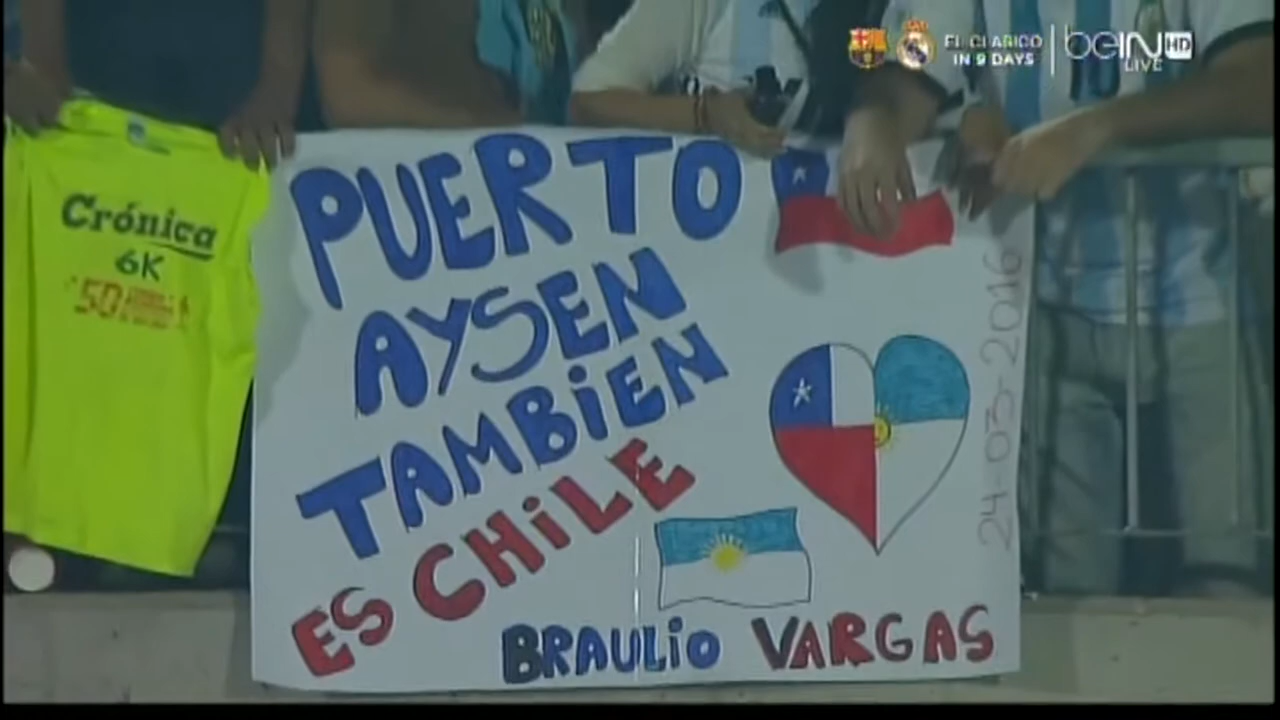 EL CLASICO
IN 9 DAYS
beIN HD
LIVE
Crónica
6K
50
PUERTO
AYSEN
TAMBIEN
ES CHILE
BRAULIO VARGAS
24-03-2016